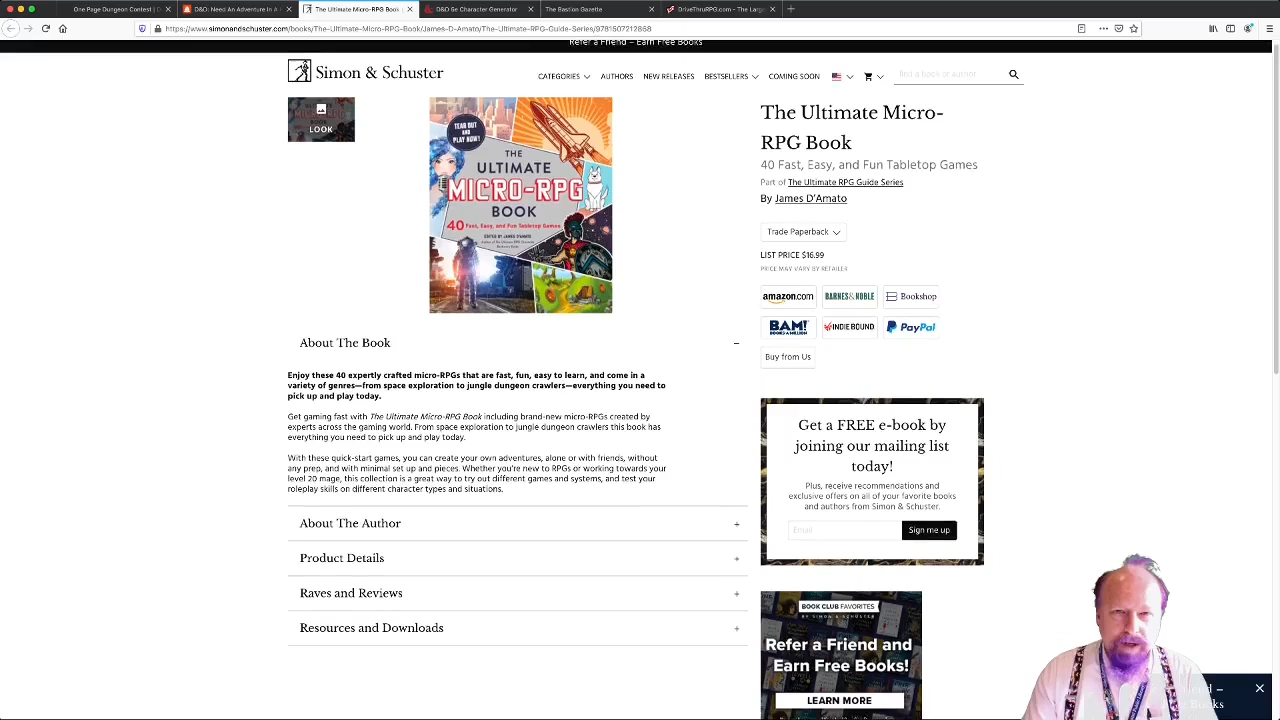 One Page Dungeon Contest | D
D&D: Need An Adventure In A H
The Ultimate Micro-RPG Book |
D&D 5e Character Generator
The Bastion Gazette
DriveThruRPG.com - The Large
https://www.simonandschuster.com/books/The-Ultimate-Micro-RPG-Book/James-D-Amato/The-Ultimate-RPG-Guide-Series/9781507212868
Refer a Friend — Earn Free Books
Simon & Schuster
CATEGORIES
AUTHORS
NEW RELEASES
BESTSELLERS
COMING SOON
find a book or author
LOOK
TEAR OUT
AND
PLAY NOW!
THE
ULTIMATE
MICRO-RPG
BOOK
40 Fast, Easy, and Fun Tabletop Games
EDITED BY JAMES D'AMATO
The Ultimate Micro-
RPG Book
40 Fast, Easy, and Fun Tabletop Games
Part of The Ultimate RPG Guide Series
By James D'Amato
Trade Paperback
LIST PRICE $16.99
PRICE MAY VARY BY RETAILER
amazon.com
BARNES&NOBLE
Bookshop
BAM!
BOOKS·A·MILLION
INDIE BOUND
PayPal
Buy from Us
About The Book
Enjoy these 40 expertly crafted micro-RPGs that are fast, fun, easy to learn, and come in a
variety of genres—from space exploration to jungle dungeon crawlers—everything you need to
pick up and play today.
Get gaming fast with The Ultimate Micro-RPG Book including brand-new micro-RPGs created by
experts across the gaming world. From space exploration to jungle dungeon crawlers this book has
everything you need to pick up and play today.
With these quick-start games, you can create your own adventures, alone or with friends, without
any prep, and with minimal set up and pieces. Whether you're new to RPGs or working towards your
level 20 mage, this collection is a great way to try out different games and systems, and test your
roleplay skills on different character types and situations.
About The Author
Product Details
Raves and Reviews
Resources and Downloads
Get a FREE e-book by
joining our mailing list
today!
Plus, receive recommendations and
exclusive offers on all of your favorite books
and authors from Simon & Schuster.
Email
Sign me up
BOOK CLUB FAVORITES
BY SIMON & SCHUSTER
Refer a Friend and
Earn Free Books!
LEARN MORE